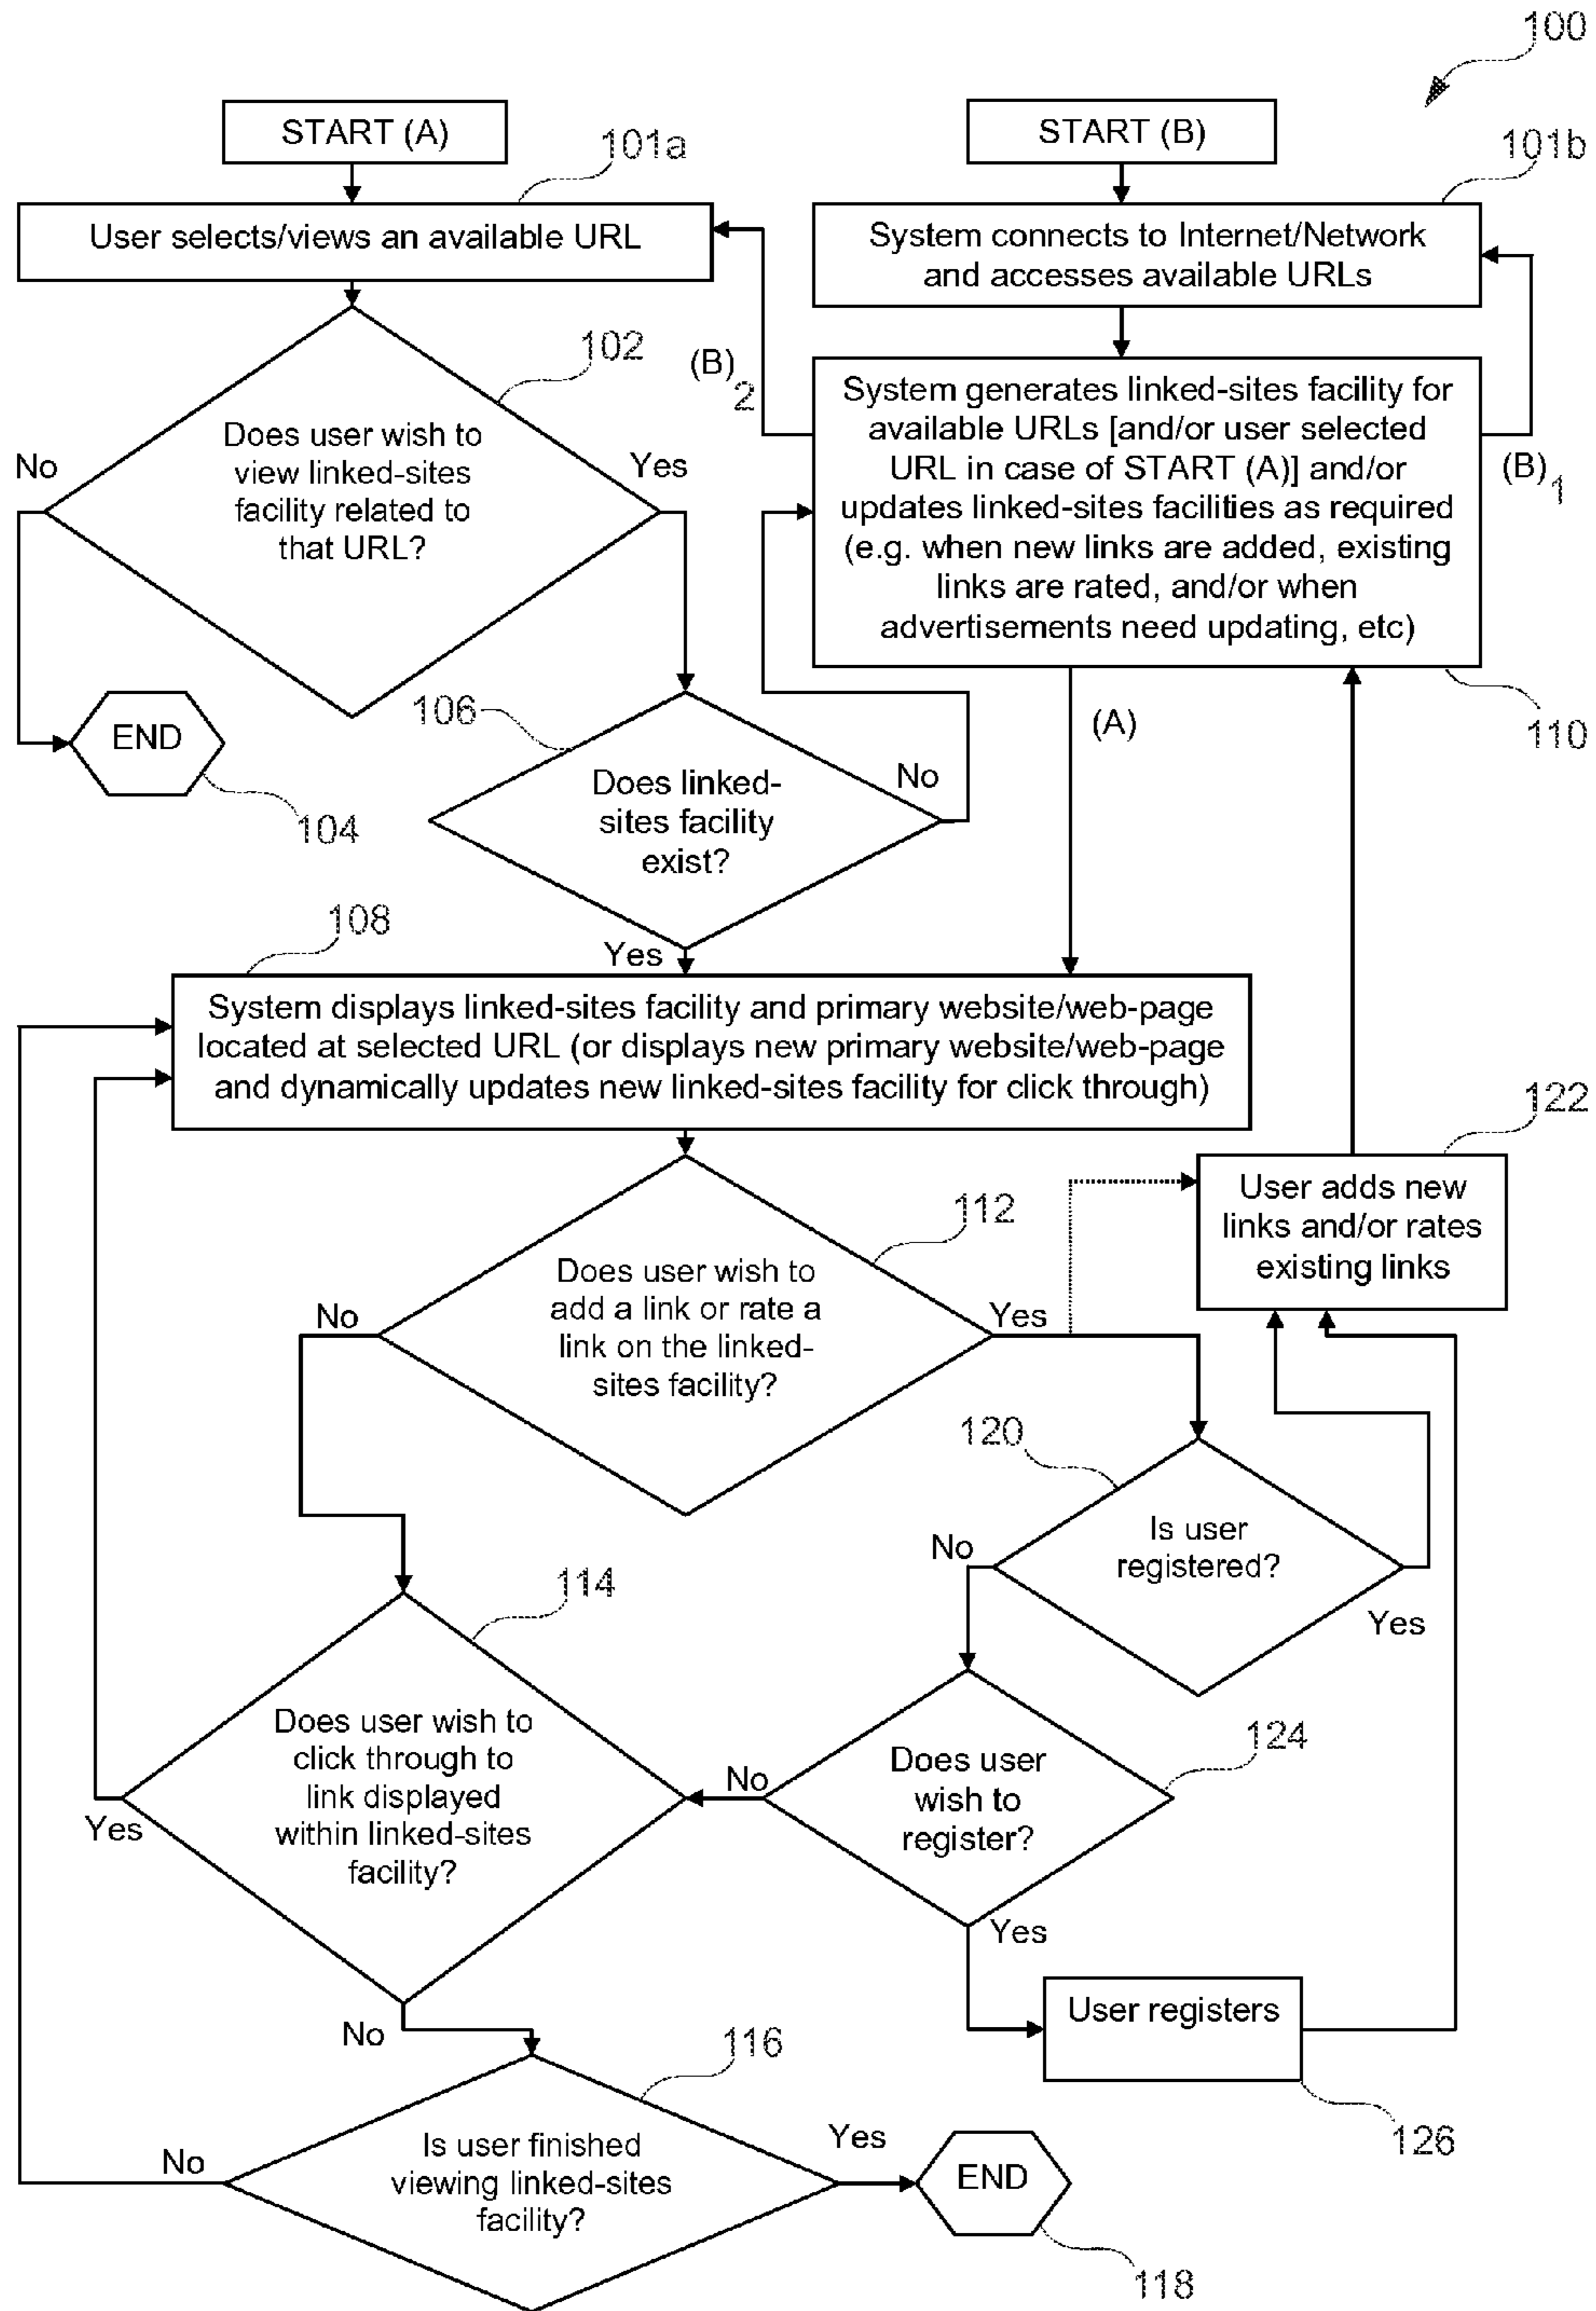 100
START (A)
START (B)
101a
101b
User selects/views an available URL
System connects to Internet/Network
and accesses available URLs
102
(B)2
Does user wish to
view linked-sites
facility related to
that URL?
No
Yes
System generates linked-sites facility for
available URLs [and/or user selected
URL in case of START (A)] and/or
updates linked-sites facilities as required
(e.g. when new links are added, existing
links are rated, and/or when
advertisements need updating, etc)
(B)1
106
(A)
110
END
104
Does linked-
sites facility
exist?
No
108
Yes
System displays linked-sites facility and primary website/web-page
located at selected URL (or displays new primary website/web-page
and dynamically updates new linked-sites facility for click through)
122
User adds new
links and/or rates
existing links
112
Does user wish to
add a link or rate a
link on the linked-
sites facility?
No
Yes
120
Is user
registered?
No
Yes
114
Does user wish to
click through to
link displayed
within linked-sites
facility?
Yes
No
124
Does user
wish to
register?
No
Yes
User registers
126
116
Is user finished
viewing linked-sites
facility?
No
Yes
END
118